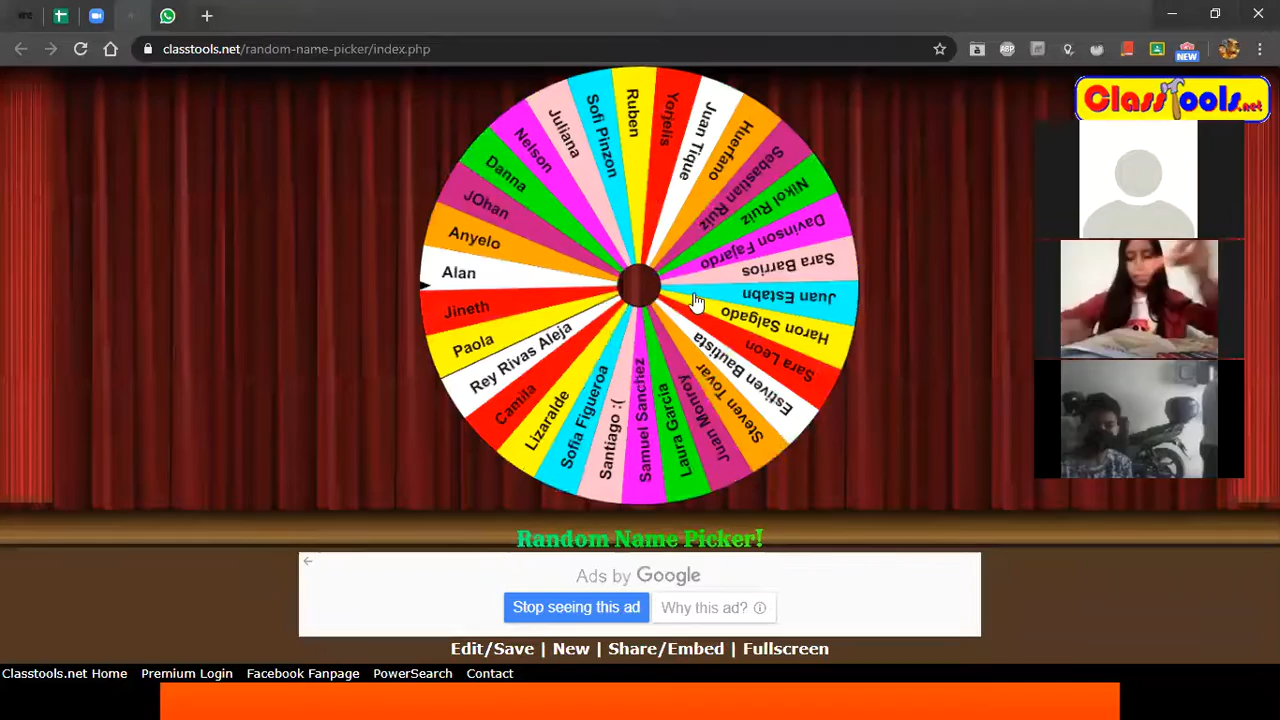 classtools.net/random-name-picker/index.php
ABP
NEW
ClassTools.net
Ruben
Yorjelis
Juan Tique
Huerfano
Sebastian Ruiz
Nikol Ruiz
Davinson Fajardo
Sara Barrios
Juan Estabn
Haron Salgado
Sara Leon
Estiven Bautista
Steven Tovar
Juan Monroy
Laura Garcia
Samuel Sanchez
Santiago :(
Sofia Figueroa
Lizaralde
Camila
Rey Rivas Aleja
Paola
Jineth
Alan
Anyelo
JOhan
Danna
Nelson
Juliana
Sofi Pinzon
Random Name Picker!
Ads by Google
Stop seeing this ad Why this ad?
Edit/Save | New | Share/Embed | Fullscreen
Classtools.net Home Premium Login Facebook Fanpage PowerSearch Contact